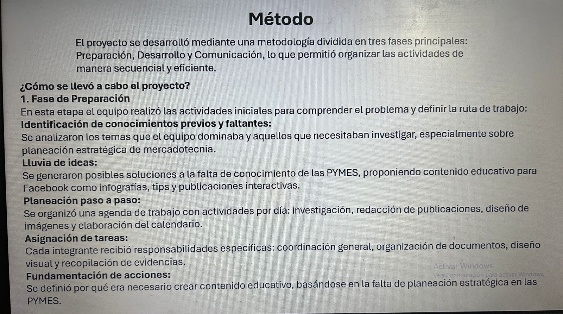 Método
El proyecto se desarrolló mediante una metodología dividida en tres fases principales:
Preparación, Desarrollo y Comunicación, lo que permitió organizar las actividades de
manera secuencial y eficiente.
¿Cómo se llevó a cabo el proyecto?
1. Fase de Preparación
En esta etapa el equipo realizó las actividades iniciales para comprender el problema y definir la ruta de trabajo:
Identificación de conocimientos previos y faltantes:
Se analizaron los temas que el equipo dominaba y aquellos que necesitaban investigar, especialmente sobre
planeación estratégica de mercadotecnia.
Lluvia de ideas:
Se generaron posibles soluciones a la falta de conocimiento de las PYMES, proponiendo contenido educativo para
Facebook como infografías, tips y publicaciones interactivas.
Planeación paso a paso:
Se organizó una agenda de trabajo con actividades por día: investigación, redacción de publicaciones, diseño de
imágenes y elaboración del calendario.
Asignación de tareas:
Cada integrante recibió responsabilidades específicas: coordinación general, organización de documentos, diseño
visual y recopilación de evidencias.
Activar Windows
Fundamentación de acciones:
Se definió por qué era necesario crear contenido educativo, basándose en la falta de planeación estratégica en las
PYMES.